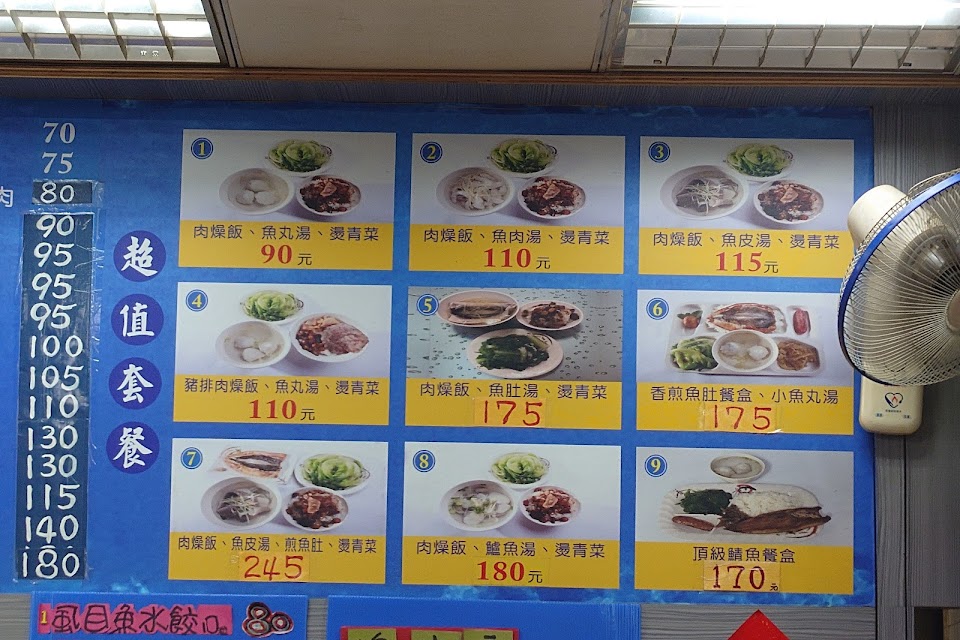 70
75
肉 80
90
95
95
95
100
105
110
130
130
115
140
180
超值套餐
1
肉燥飯、魚丸湯、燙青菜
90元
2
肉燥飯、魚肉湯、燙青菜
110元
3
肉燥飯、魚皮湯、燙青菜
115元
4
豬排肉燥飯、魚丸湯、燙青菜
110元
5
肉燥飯、魚肚湯、燙青菜
175
6
香煎魚肚餐盒、小魚丸湯
175
7
肉燥飯、魚皮湯、煎魚肚、燙青菜
245
8
肉燥飯、鱸魚湯、燙青菜
180元
9
頂級鯖魚餐盒
170元
1 虱目魚水餃10粒 80